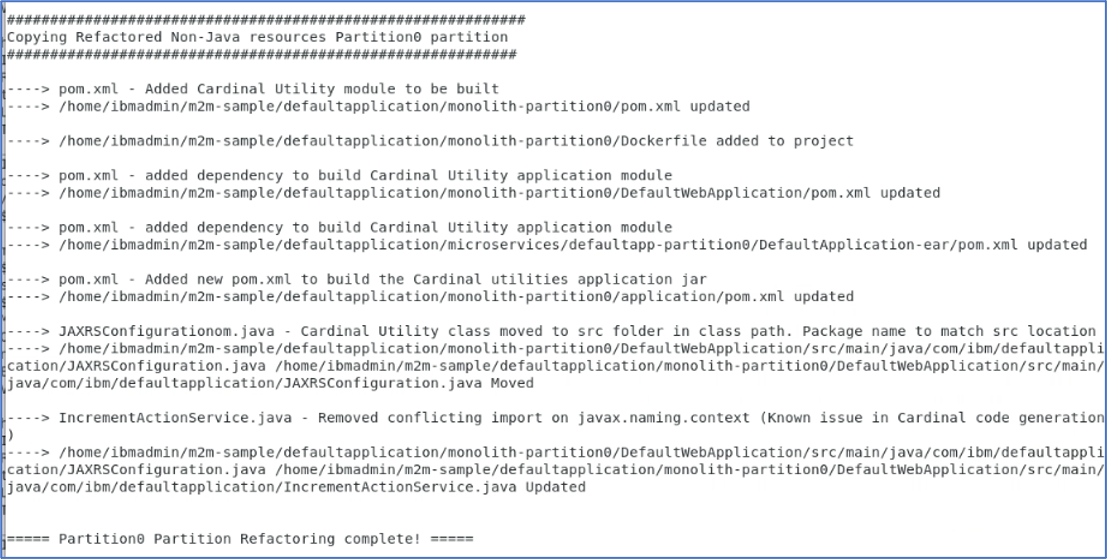 ############################################################
Copying Refactored Non-Java resources Partition0 partition
###########################################################
----> pom.xml - Added Cardinal Utility module to be built
----> /home/ibmadmin/m2m-sample/defaultapplication/monolith-partition0/pom.xml updated
----> /home/ibmadmin/m2m-sample/defaultapplication/monolith-partition0/Dockerfile added to project
----> pom.xml - added dependency to build Cardinal Utility application module
----> /home/ibmadmin/m2m-sample/defaultapplication/monolith-partition0/DefaultWebApplication/pom.xml updated
----> pom.xml - added dependency to build Cardinal Utility application module
----> /home/ibmadmin/m2m-sample/defaultapplication/microservices/defaultapp-partition0/DefaultApplication-ear/pom.xml updated
----> pom.xml - Added new pom.xml to build the Cardinal utilities application jar
----> /home/ibmadmin/m2m-sample/defaultapplication/monolith-partition0/application/pom.xml updated
----> JAXRSConfigurationom.java - Cardinal Utility class moved to src folder in class path. Package name to match src location
----> /home/ibmadmin/m2m-sample/defaultapplication/monolith-partition0/DefaultWebApplication/src/main/java/com/ibm/defaultappli
cation/JAXRSConfiguration.java /home/ibmadmin/m2m-sample/defaultapplication/monolith-partition0/DefaultWebApplication/src/main/
java/com/ibm/defaultapplication/JAXRSConfiguration.java Moved
----> IncrementActionService.java - Removed conflicting import on javax.naming.context (Known issue in Cardinal code generation
)
----> /home/ibmadmin/m2m-sample/defaultapplication/monolith-partition0/DefaultWebApplication/src/main/java/com/ibm/defaultappli
cation/JAXRSConfiguration.java /home/ibmadmin/m2m-sample/defaultapplication/monolith-partition0/DefaultWebApplication/src/main/
java/com/ibm/defaultapplication/IncrementActionService.java Updated
===== Partition0 Partition Refactoring complete! =====